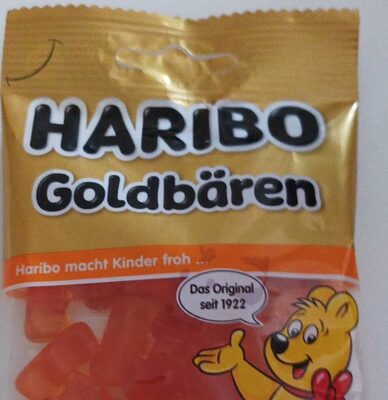 HARIBO
Goldbären
Haribo macht Kinder froh ...
Das Original
seit 1922